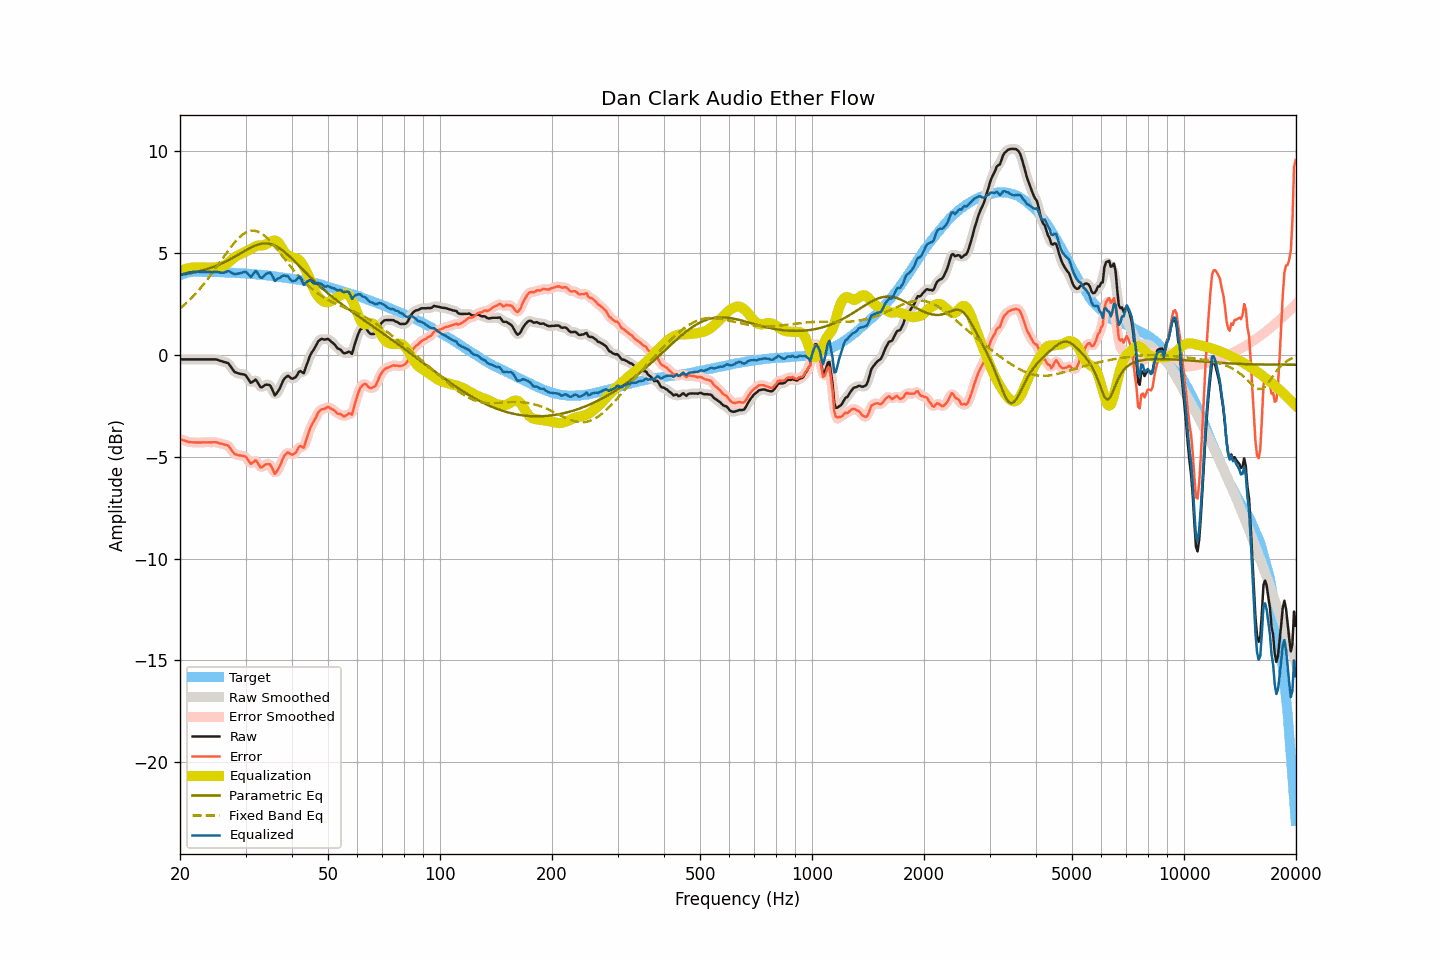 Dan Clark Audio Ether Flow
Amplitude (dBr)
10
5
0
−5
−10
−15
−20
Target
Raw Smoothed
Error Smoothed
Raw
Error
Equalization
Parametric Eq
Fixed Band Eq
Equalized
20 50 100 200 500 1000 2000 5000 10000 20000
Frequency (Hz)